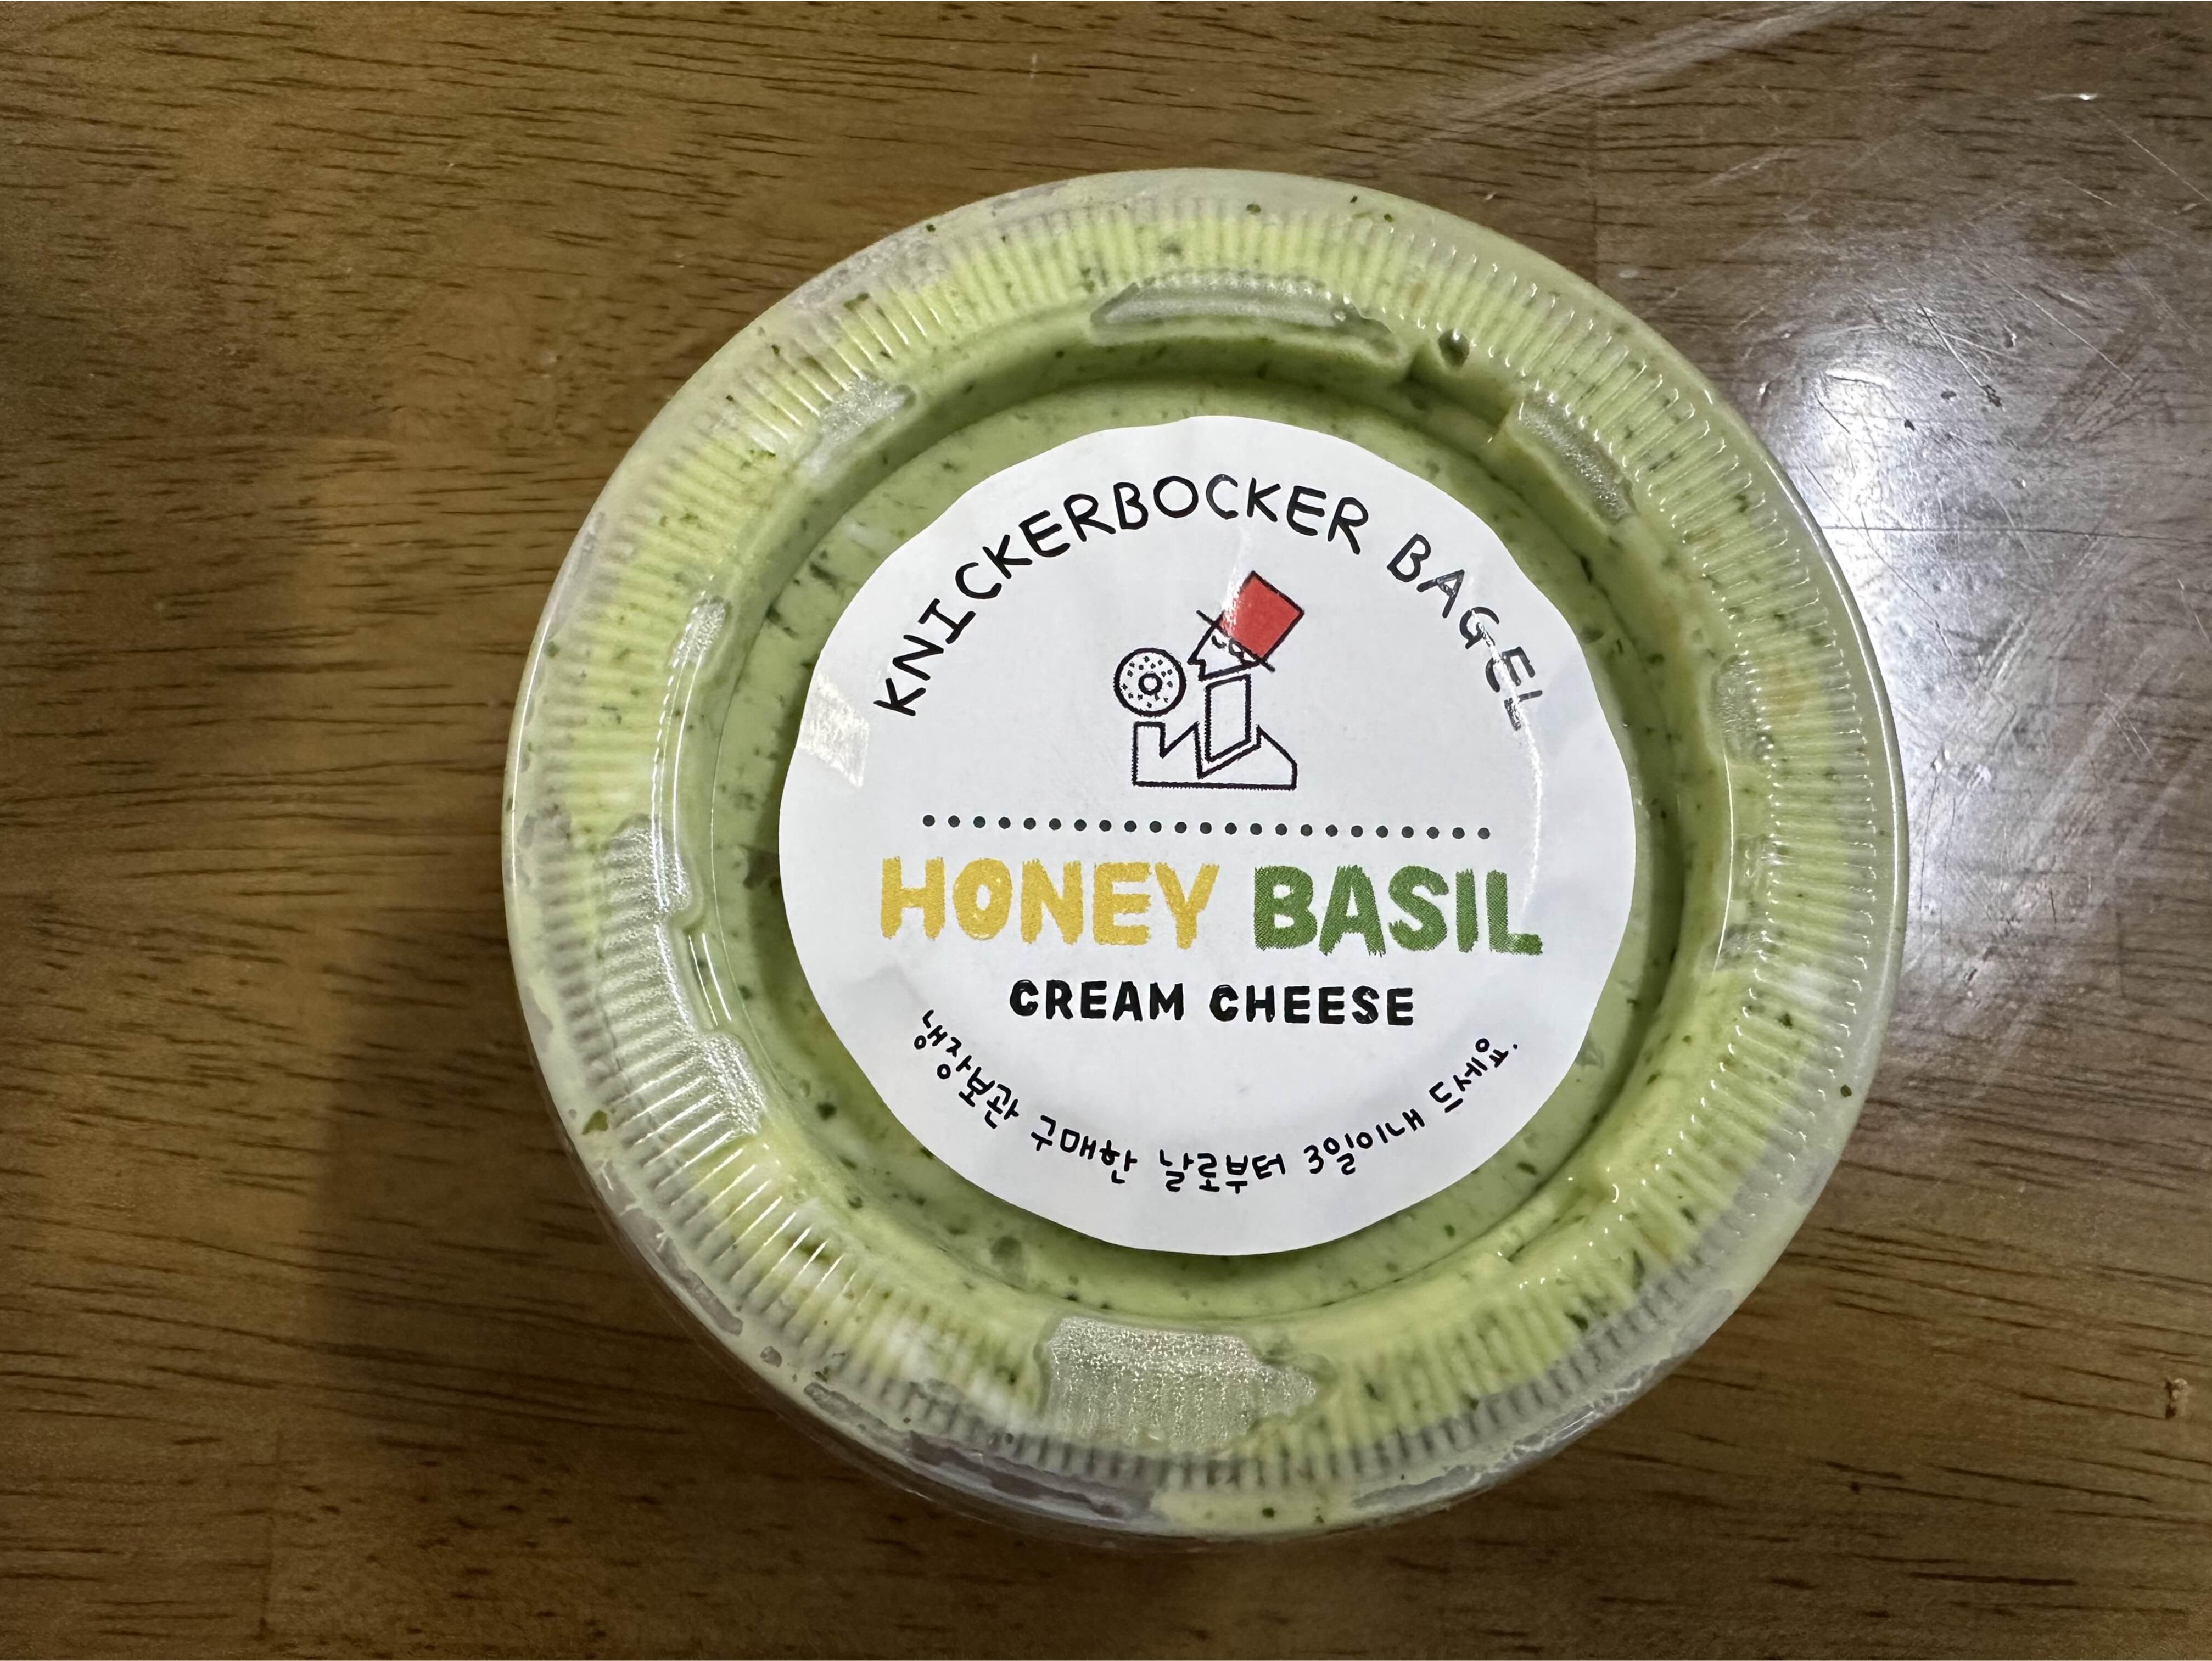 KNICKERBOCKER BAGEL
HONEY BASIL
CREAM CHEESE
냉장보관 구매한 날로부터 3일이내 드세요.